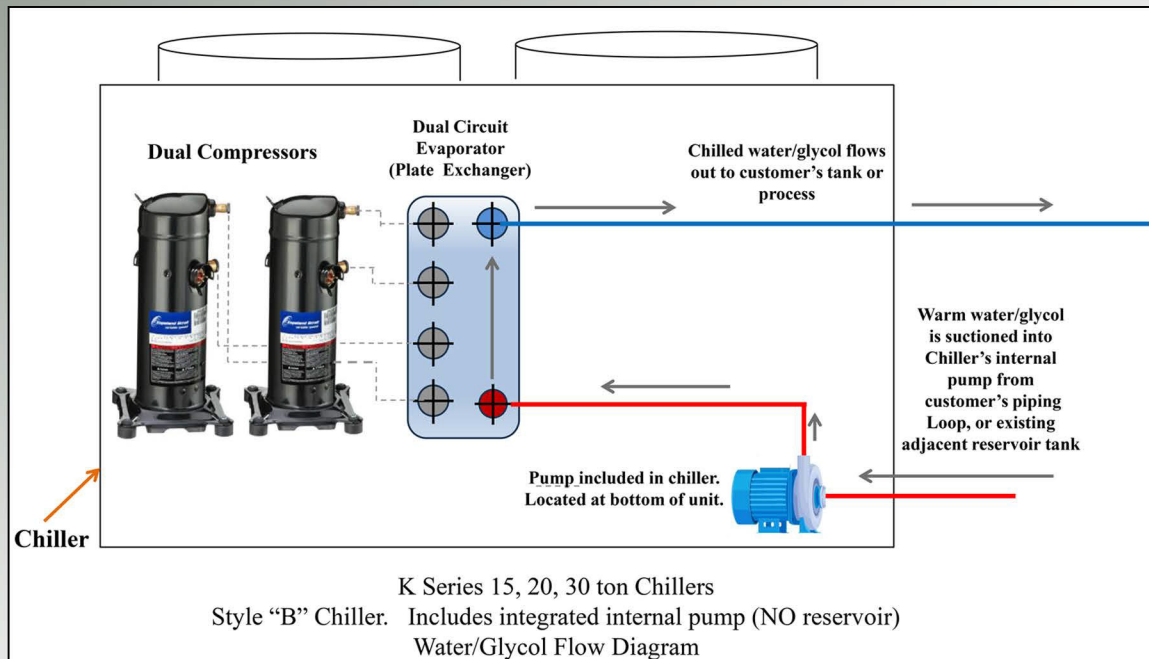 Dual Compressors
Dual Circuit
Evaporator
(Plate Exchanger)
Chilled water/glycol flows
out to customer's tank or
process
Warm water/glycol
is suctioned into
Chiller's internal
pump from
customer's piping
Loop, or existing
adjacent reservoir tank
Pump included in chiller.
Located at bottom of unit.
Chiller
K Series 15, 20, 30 ton Chillers
Style “B” Chiller. Includes integrated internal pump (NO reservoir)
Water/Glycol Flow Diagram